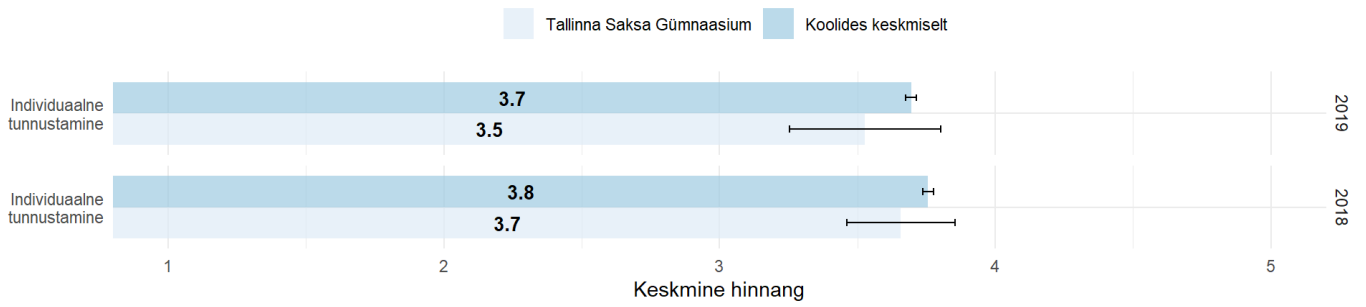 Tallinna Saksa Gümnaasium
Koolides keskmiselt
Individuaalne
tunnustamine
3.7
3.5
2019
Individuaalne
tunnustamine
3.8
3.7
2018
1
2
3
4
5
Keskmine hinnang